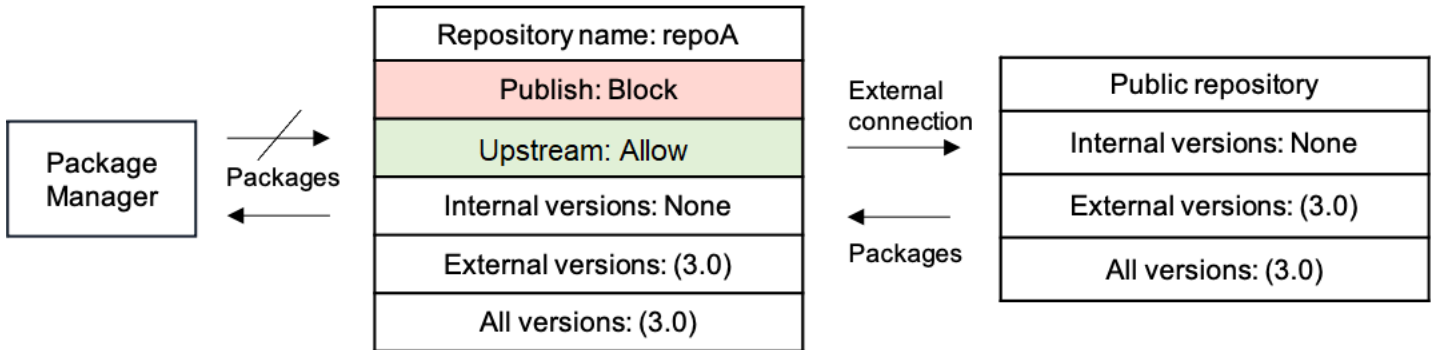 Package
Manager
Packages
Repository name: repoA
Publish: Block
Upstream: Allow
Internal versions: None
External versions: (3.0)
All versions: (3.0)
External
connection
Packages
Public repository
Internal versions: None
External versions: (3.0)
All versions: (3.0)